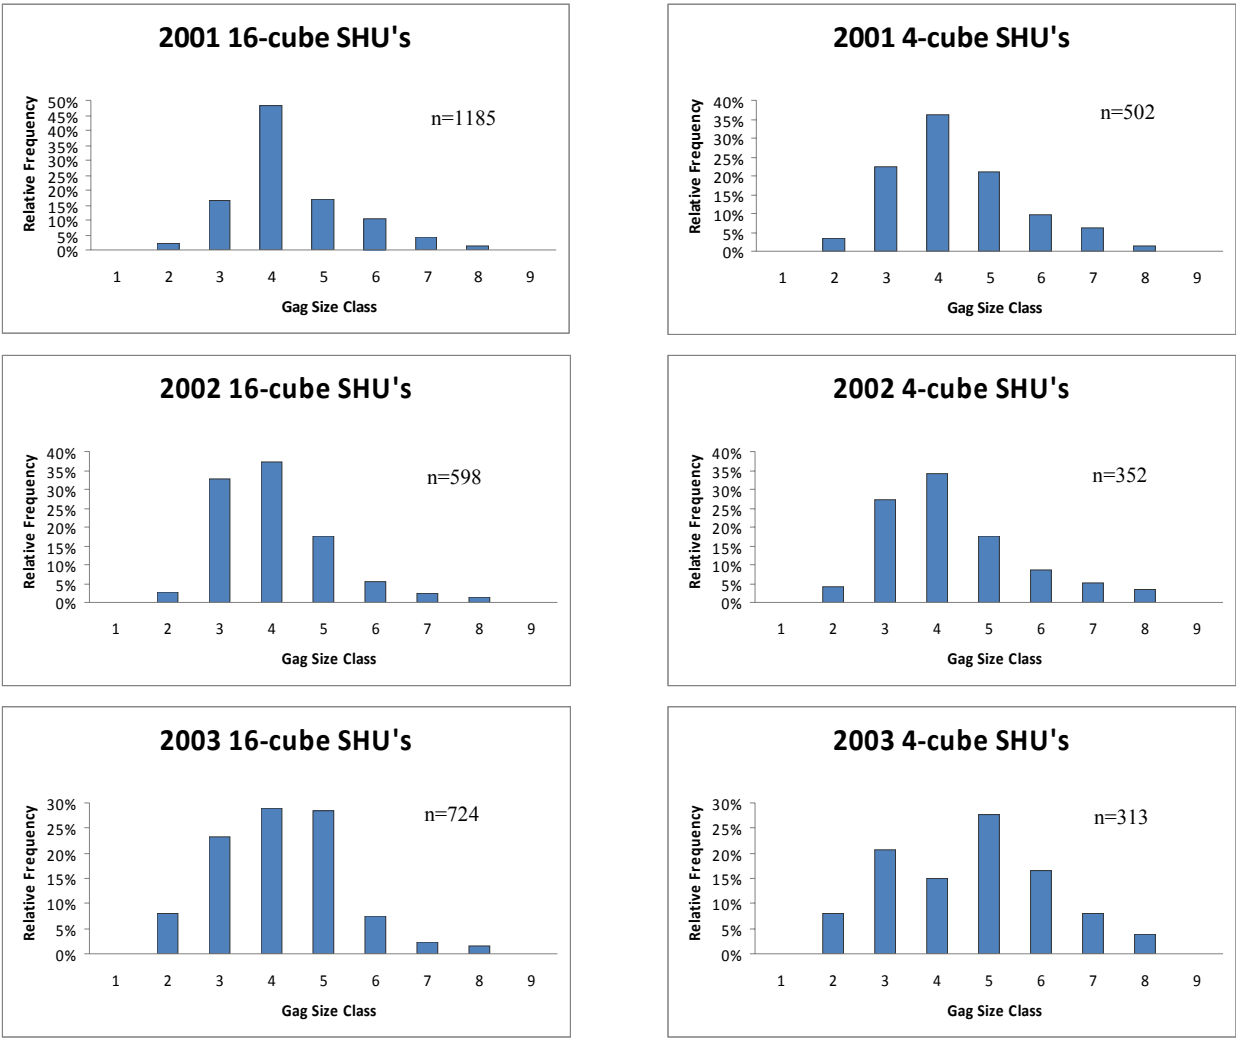 2001 16-cube SHU's
n=1185
Relative Frequency
50%
45%
40%
35%
30%
25%
20%
15%
10%
5%
0%
1 2 3 4 5 6 7 8 9
Gag Size Class
2001 4-cube SHU's
n=502
Relative Frequency
40%
35%
30%
25%
20%
15%
10%
5%
0%
1 2 3 4 5 6 7 8 9
Gag Size Class
2002 16-cube SHU's
n=598
Relative Frequency
40%
35%
30%
25%
20%
15%
10%
5%
0%
1 2 3 4 5 6 7 8 9
Gag Size Class
2002 4-cube SHU's
n=352
Relative Frequency
40%
35%
30%
25%
20%
15%
10%
5%
0%
1 2 3 4 5 6 7 8 9
Gag Size Class
2003 16-cube SHU's
n=724
Relative Frequency
30%
25%
20%
15%
10%
5%
0%
1 2 3 4 5 6 7 8 9
Gag Size Class
2003 4-cube SHU's
n=313
Relative Frequency
30%
25%
20%
15%
10%
5%
0%
1 2 3 4 5 6 7 8 9
Gag Size Class